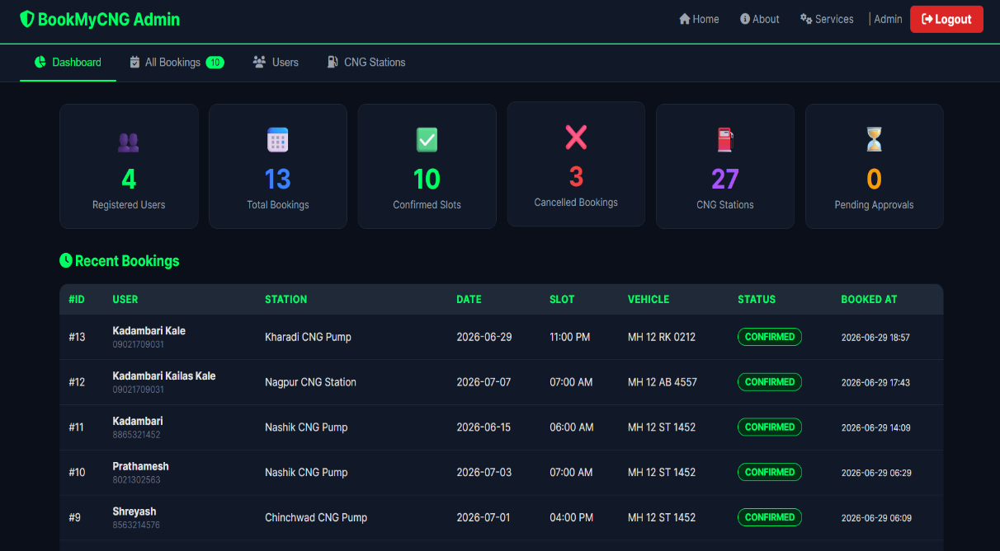 BookMyCNG Admin
Home About Services | Admin Logout
Dashboard All Bookings 10 Users CNG Stations
4 13 10 3 27 0
Registered Users Total Bookings Confirmed Slots Cancelled Bookings CNG Stations Pending Approvals
Recent Bookings
#ID USER STATION DATE SLOT VEHICLE STATUS BOOKED AT
#13 Kadambari Kale Kharadi CNG Pump 2026-06-29 11:00 PM MH 12 RK 0212 CONFIRMED 2026-06-29 18:57
09021709031
#12 Kadambari Kailas Kale Nagpur CNG Station 2026-07-07 07:00 AM MH 12 AB 4557 CONFIRMED 2026-06-29 17:43
09021709031
#11 Kadambari Nashik CNG Pump 2026-06-15 06:00 AM MH 12 ST 1452 CONFIRMED 2026-06-29 14:09
8865321452
#10 Prathamesh Nashik CNG Pump 2026-07-03 07:00 AM MH 12 ST 1452 CONFIRMED 2026-06-29 06:29
8021302563
#9 Shreyash Chinchwad CNG Pump 2026-07-01 04:00 PM MH 12 ST 1452 CONFIRMED 2026-06-29 06:09
8563214576